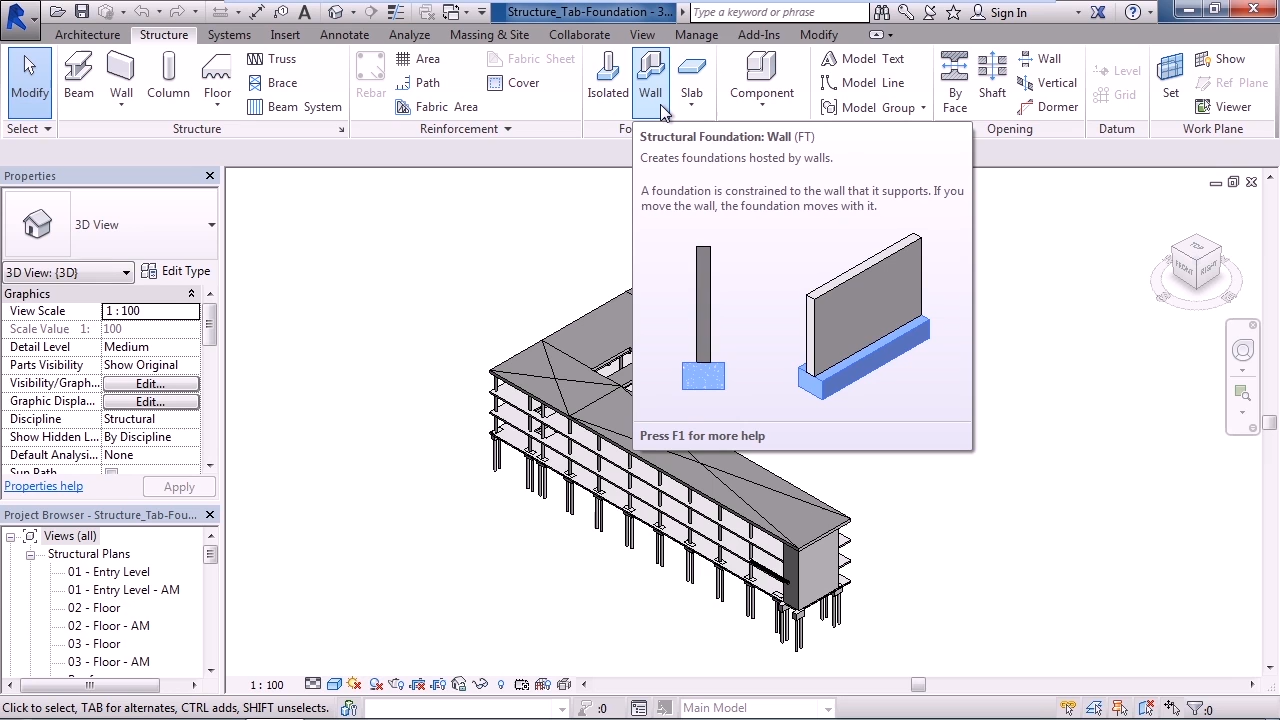 Structure_Tab-Foundation - 3...
Type a keyword or phrase
Sign In
Architecture Structure Systems Insert Annotate Analyze Massing & Site Collaborate View Manage Add-Ins Modify
Modify
Beam
Wall
Column
Floor
Truss
Brace
Beam System
Rebar
Area
Path
Fabric Area
Fabric Sheet
Cover
Isolated
Wall
Slab
Component
Model Text
Model Line
Model Group
By
Face
Shaft
Wall
Vertical
Dormer
Level
Grid
Set
Show
Ref Plane
Viewer
Select
Structure
Reinforcement
Fo
Opening
Datum
Work Plane
Structural Foundation: Wall (FT)
Creates foundations hosted by walls.
A foundation is constrained to the wall that it supports. If you
move the wall, the foundation moves with it.
Press F1 for more help
Properties
3D View
3D View: {3D}
Edit Type
Graphics
View Scale 1 : 100
Scale Value 1: 100
Detail Level Medium
Parts Visibility Show Original
Visibility/Graph... Edit...
Graphic Displa... Edit...
Discipline Structural
Show Hidden L... By Discipline
Default Analysi... None
Sun Path
Properties help
Apply
Project Browser - Structure_Tab-Fou...
Views (all)
Structural Plans
01 - Entry Level
01 - Entry Level - AM
02 - Floor
02 - Floor - AM
03 - Floor
03 - Floor - AM
TOP
FRONT
RIGHT
1 : 100
Click to select, TAB for alternates, CTRL adds, SHIFT unselects.
:0
Main Model
:0